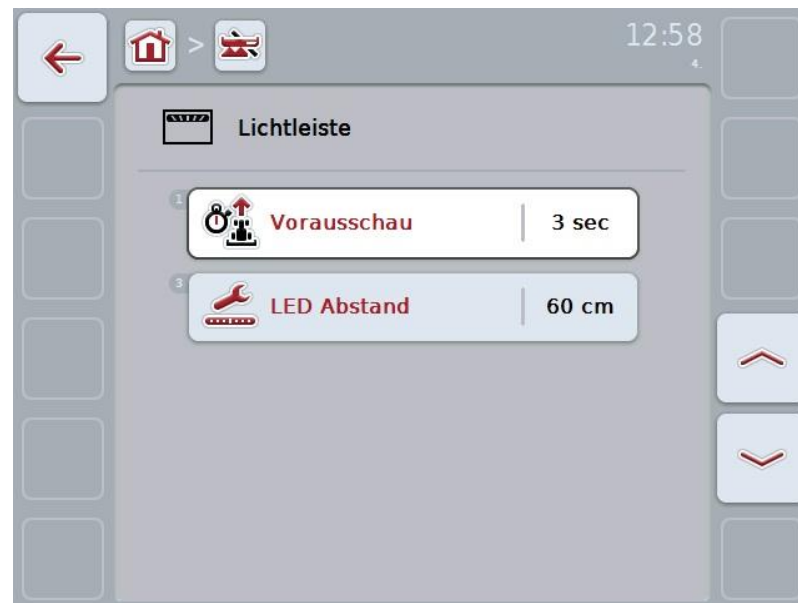 >
12:58
4.
Lichtleiste
1
Vorausschau 3 sec
3
LED Abstand 60 cm